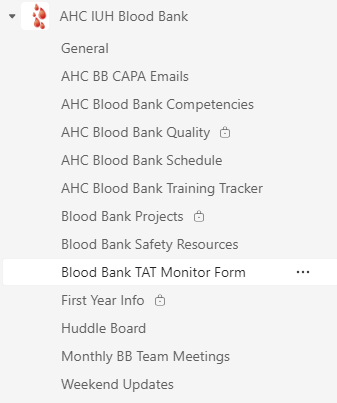 AHC IUH Blood Bank
General
AHC BB CAPA Emails
AHC Blood Bank Competencies
AHC Blood Bank Quality
AHC Blood Bank Schedule
AHC Blood Bank Training Tracker
Blood Bank Projects
Blood Bank Safety Resources
Blood Bank TAT Monitor Form
First Year Info
Huddle Board
Monthly BB Team Meetings
Weekend Updates